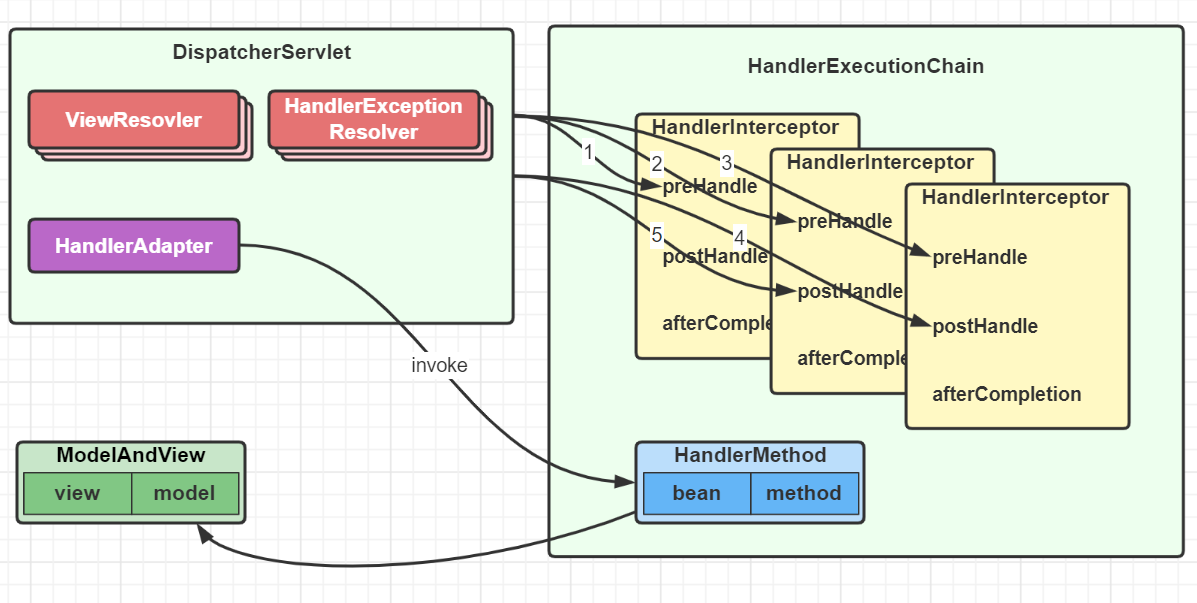 DispatcherServlet
ViewResovler
HandlerException
Resolver
HandlerAdapter
invoke
HandlerExecutionChain
HandlerInterceptor
preHandle
postHandle
afterComple
HandlerInterceptor
preHandle
postHandle
afterComple
HandlerInterceptor
preHandle
postHandle
afterCompletion
1
2
3
4
5
ModelAndView
view
model
HandlerMethod
bean
method